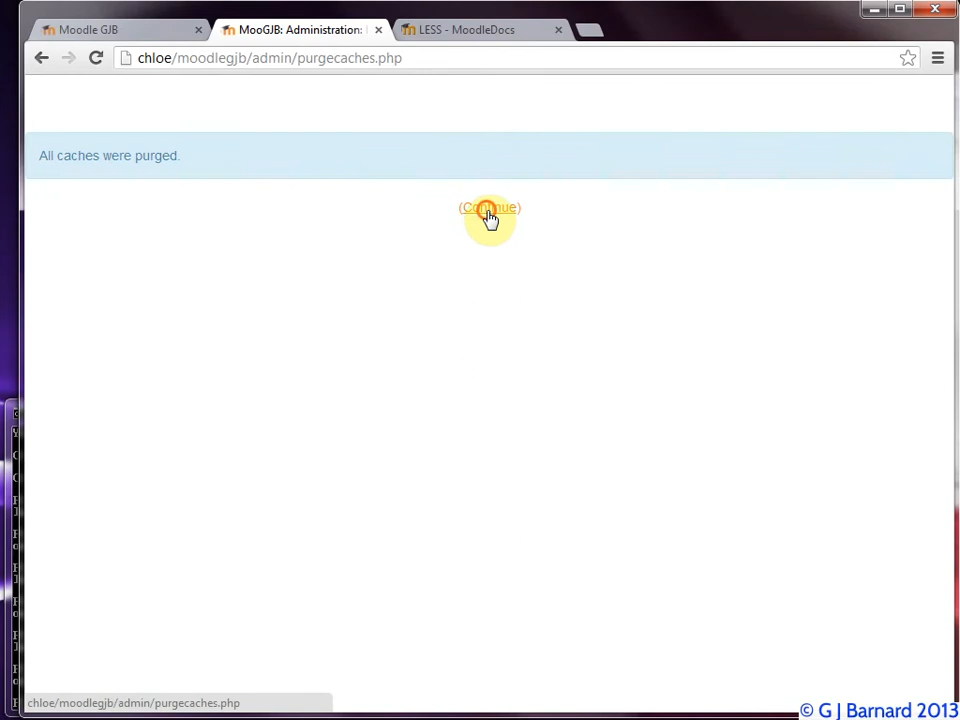 Moodle GJB
MooGJB: Administration:
LESS - MoodleDocs
chloe/moodlegjb/admin/purgecaches.php
All caches were purged.
(Continue)
chloe/moodlegjb/admin/purgecaches.php
© G J Barnard 2013